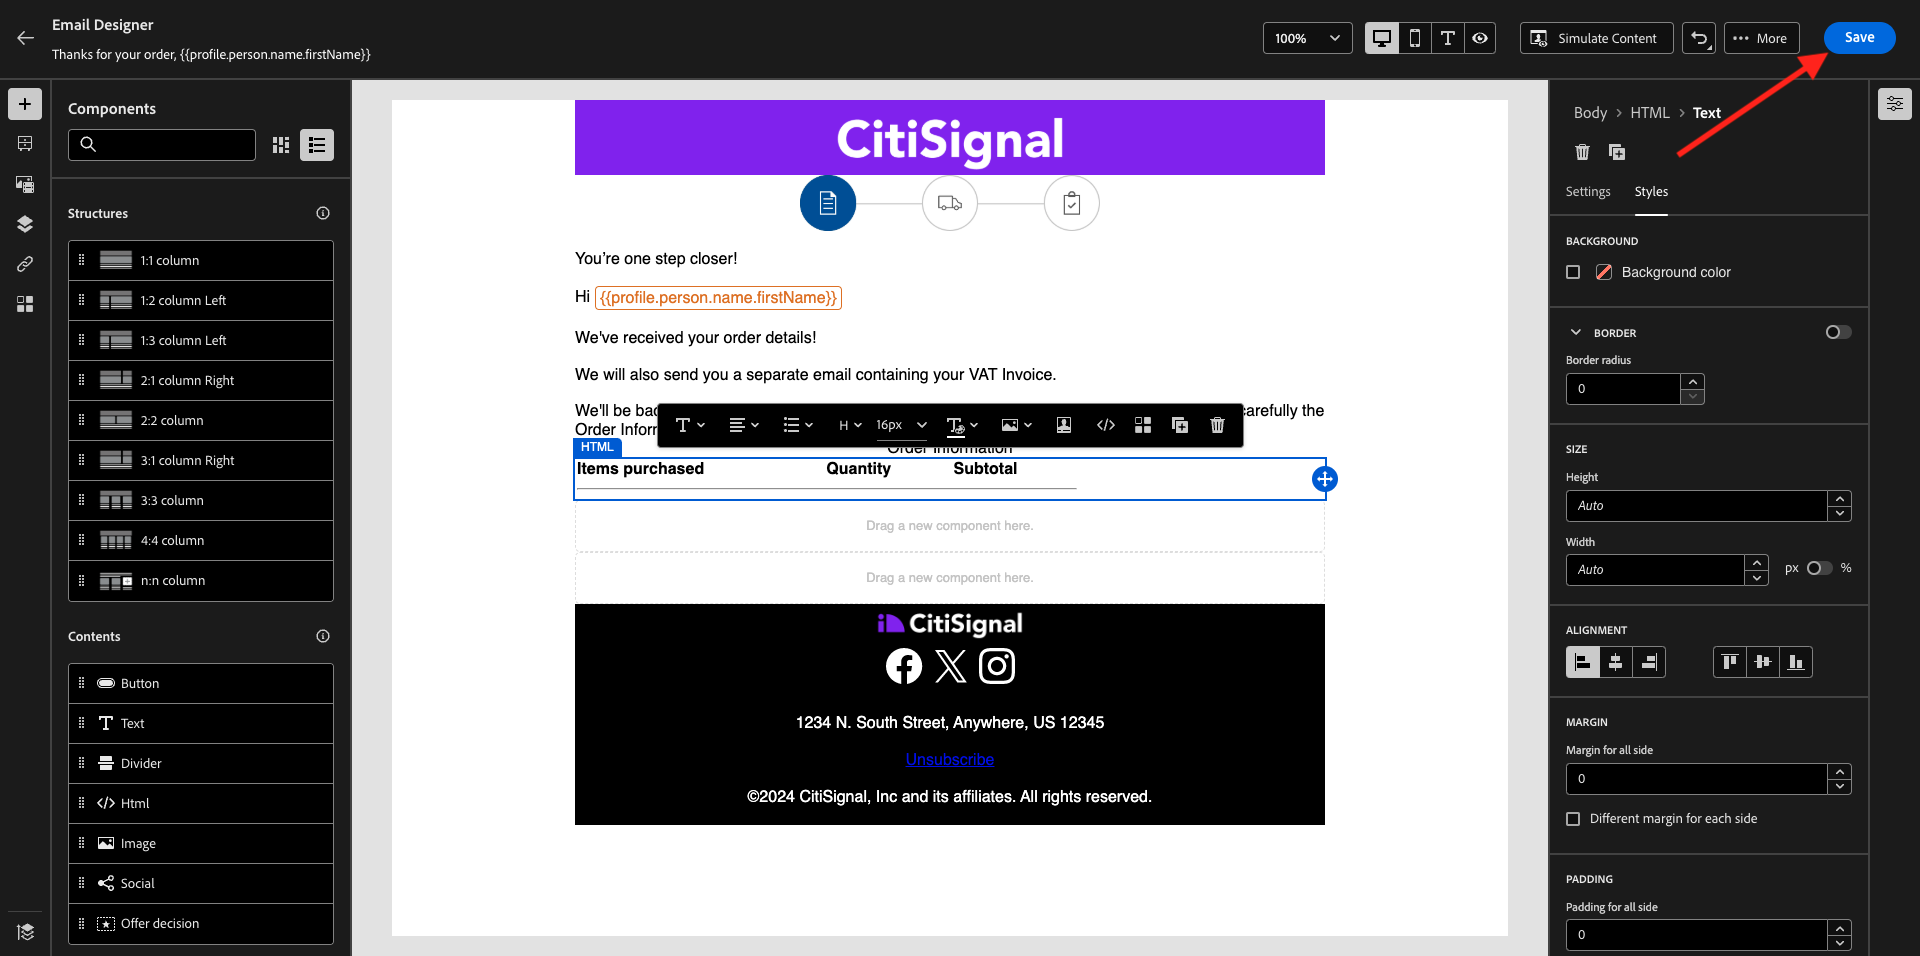 Email Designer
Thanks for your order, {{profile.person.name.firstName}}
100%
Simulate Content
More
Save
Components
Structures
1:1 column
1:2 column Left
1:3 column Left
2:1 column Right
2:2 column
3:1 column Right
3:3 column
4:4 column
n:n column
Contents
Button
Text
Divider
Html
Image
Social
Offer decision
CitiSignal
You’re one step closer!
Hi {{profile.person.name.firstName}}
We've received your order details!
We will also send you a separate email containing your VAT Invoice.
We'll be bac
carefully the
Order Inforr
H
16px
Order Information
HTML
Items purchased Quantity Subtotal
Drag a new component here.
Drag a new component here.
CitiSignal
1234 N. South Street, Anywhere, US 12345
Unsubscribe
©2024 CitiSignal, Inc and its affiliates. All rights reserved.
Body > HTML > Text
Settings Styles
BACKGROUND
Background color
BORDER
Border radius
0
SIZE
Height
Auto
Width
Auto
px %
ALIGNMENT
MARGIN
Margin for all side
0
Different margin for each side
PADDING
Padding for all side
0